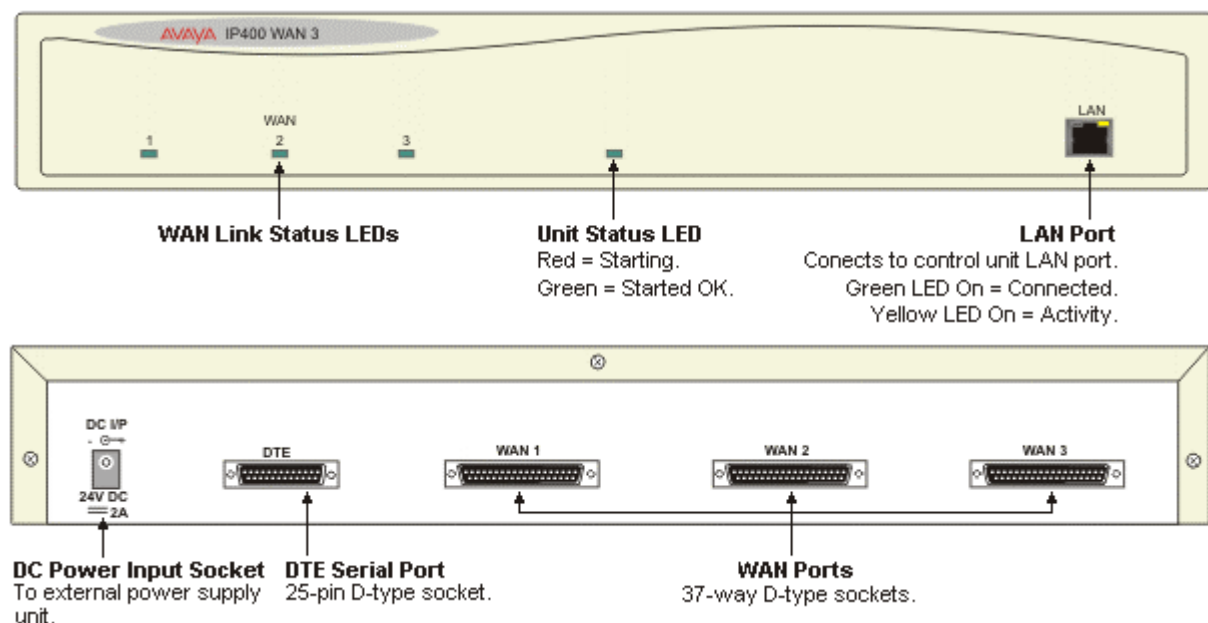 AVAYA IP400 WAN 3
WAN
LAN
1 2 3
WAN Link Status LEDs
Unit Status LED
Red = Starting.
Green = Started OK.
LAN Port
Conects to control unit LAN port.
Green LED On = Connected.
Yellow LED On = Activity.
DC I/P
- +
24V DC
2A
DTE
WAN 1
WAN 2
WAN 3
DC Power Input Socket
To external power supply
unit.
DTE Serial Port
25-pin D-type socket.
WAN Ports
37-way D-type sockets.